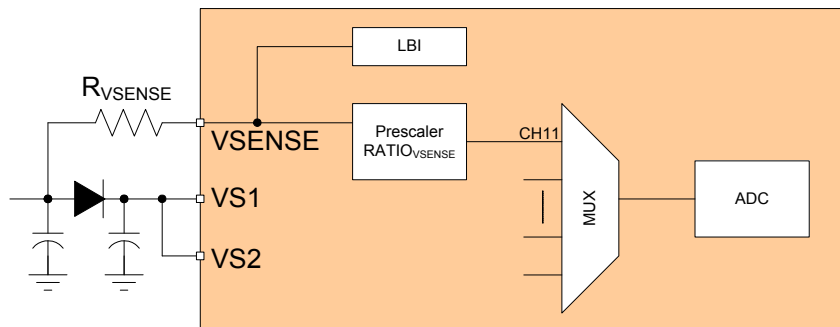 LBI
RVSENSE
VSENSE
Prescaler
RATIOVSENSE
CH11
MUX
ADC
VS1
VS2